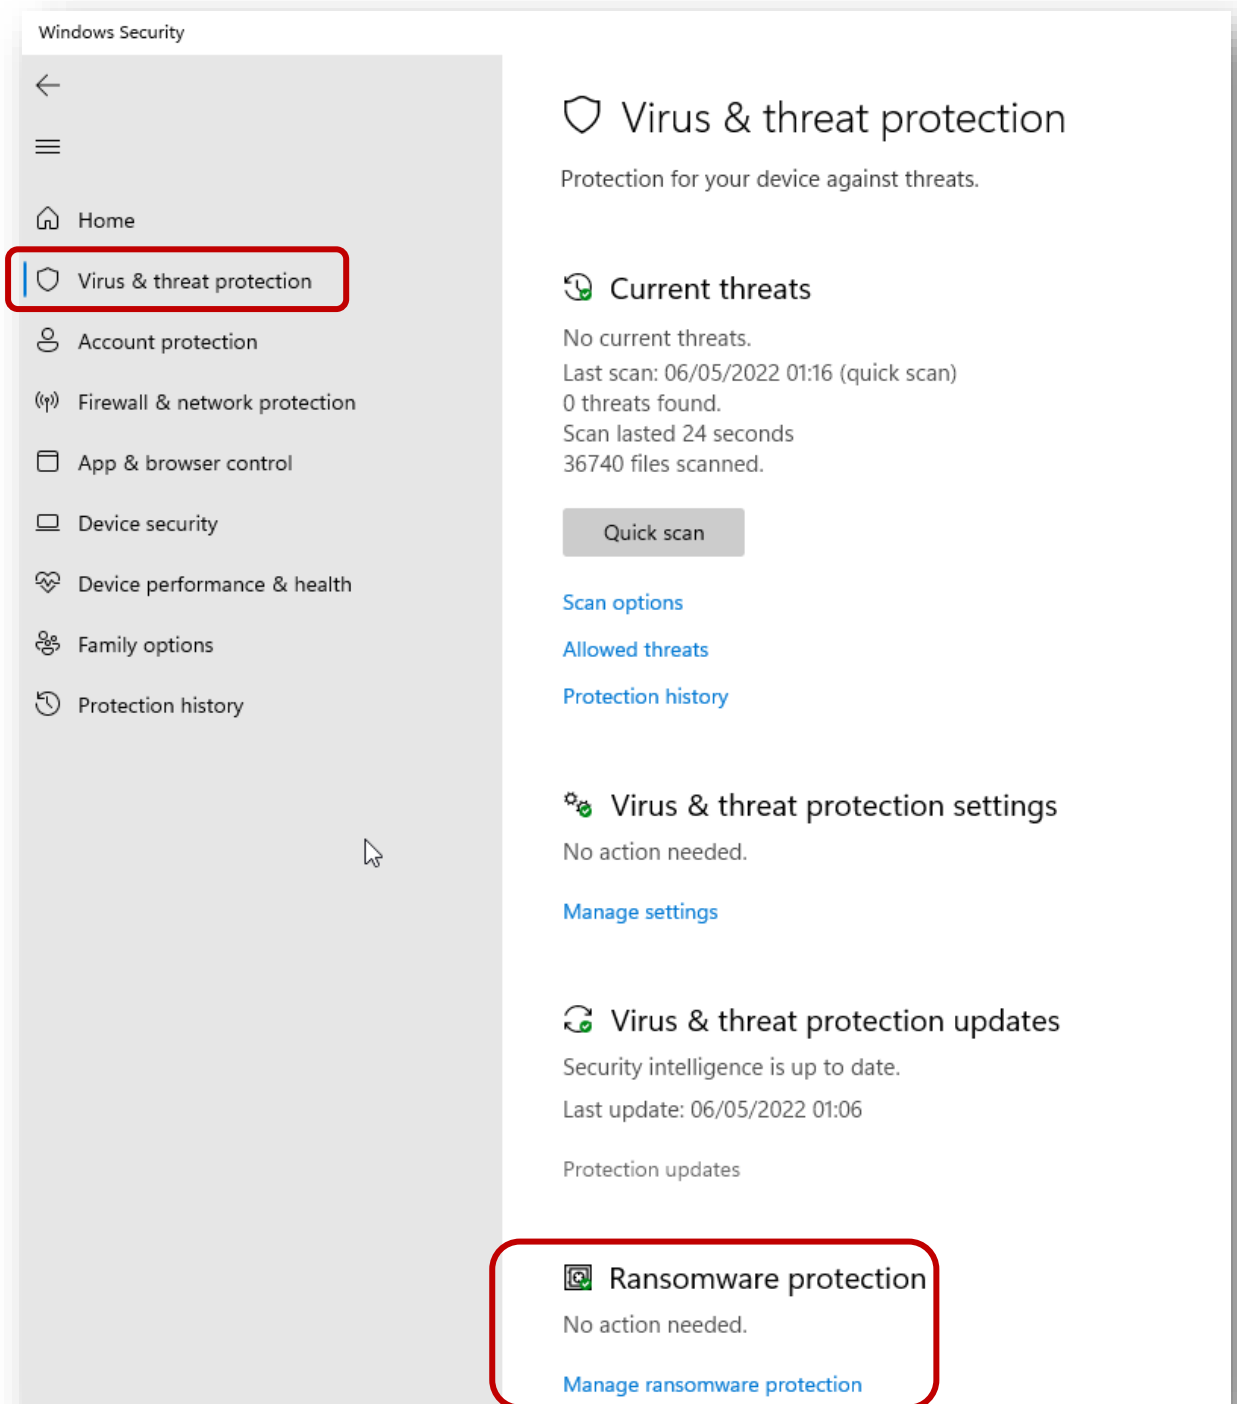 Windows Security
Home
Virus & threat protection
Account protection
Firewall & network protection
App & browser control
Device security
Device performance & health
Family options
Protection history
Virus & threat protection
Protection for your device against threats.
Current threats
No current threats.
Last scan: 06/05/2022 01:16 (quick scan)
0 threats found.
Scan lasted 24 seconds
36740 files scanned.
Quick scan
Scan options
Allowed threats
Protection history
Virus & threat protection settings
No action needed.
Manage settings
Virus & threat protection updates
Security intelligence is up to date.
Last update: 06/05/2022 01:06
Protection updates
Ransomware protection
No action needed.
Manage ransomware protection